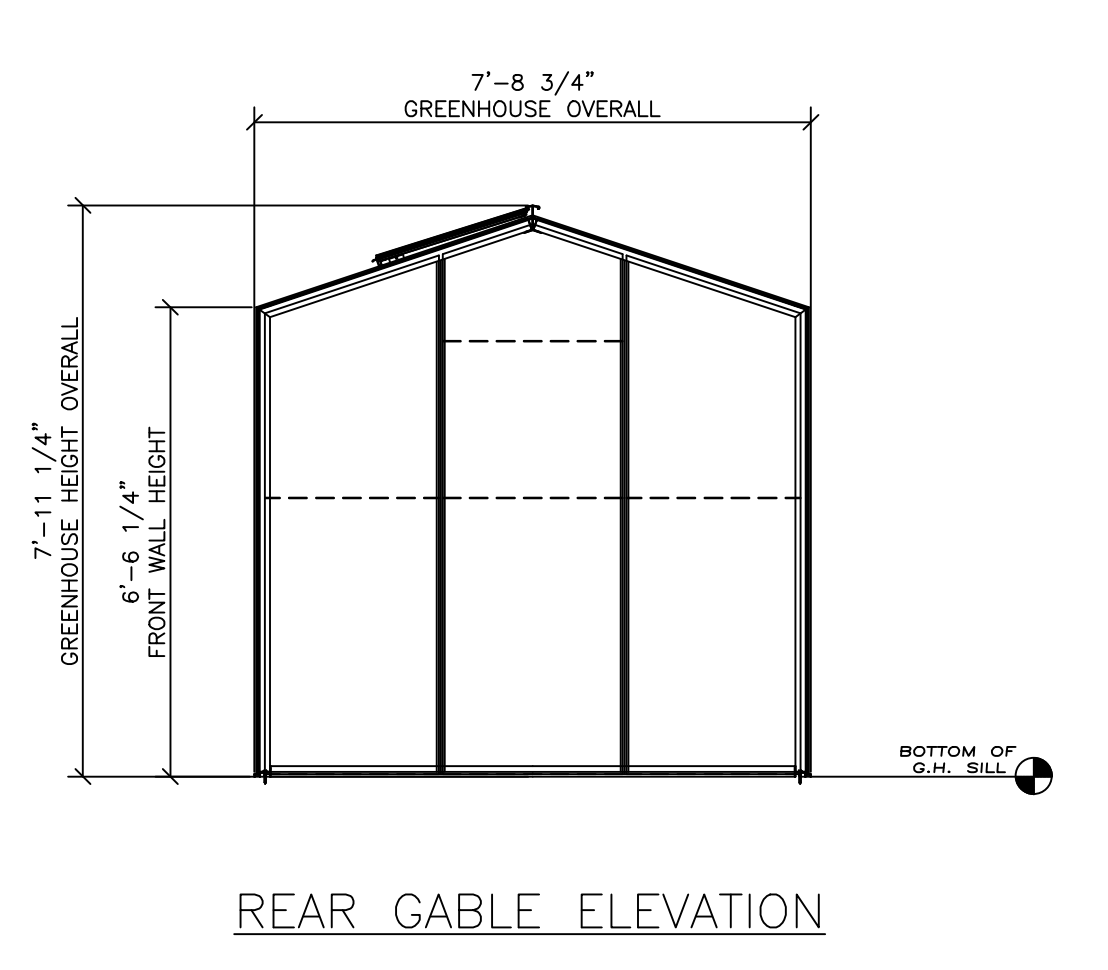 7'-8 3/4"
GREENHOUSE OVERALL
7'-11 1/4"
GREENHOUSE HEIGHT OVERALL
6'-6 1/4"
FRONT WALL HEIGHT
BOTTOM OF
G.H. SILL
REAR GABLE ELEVATION